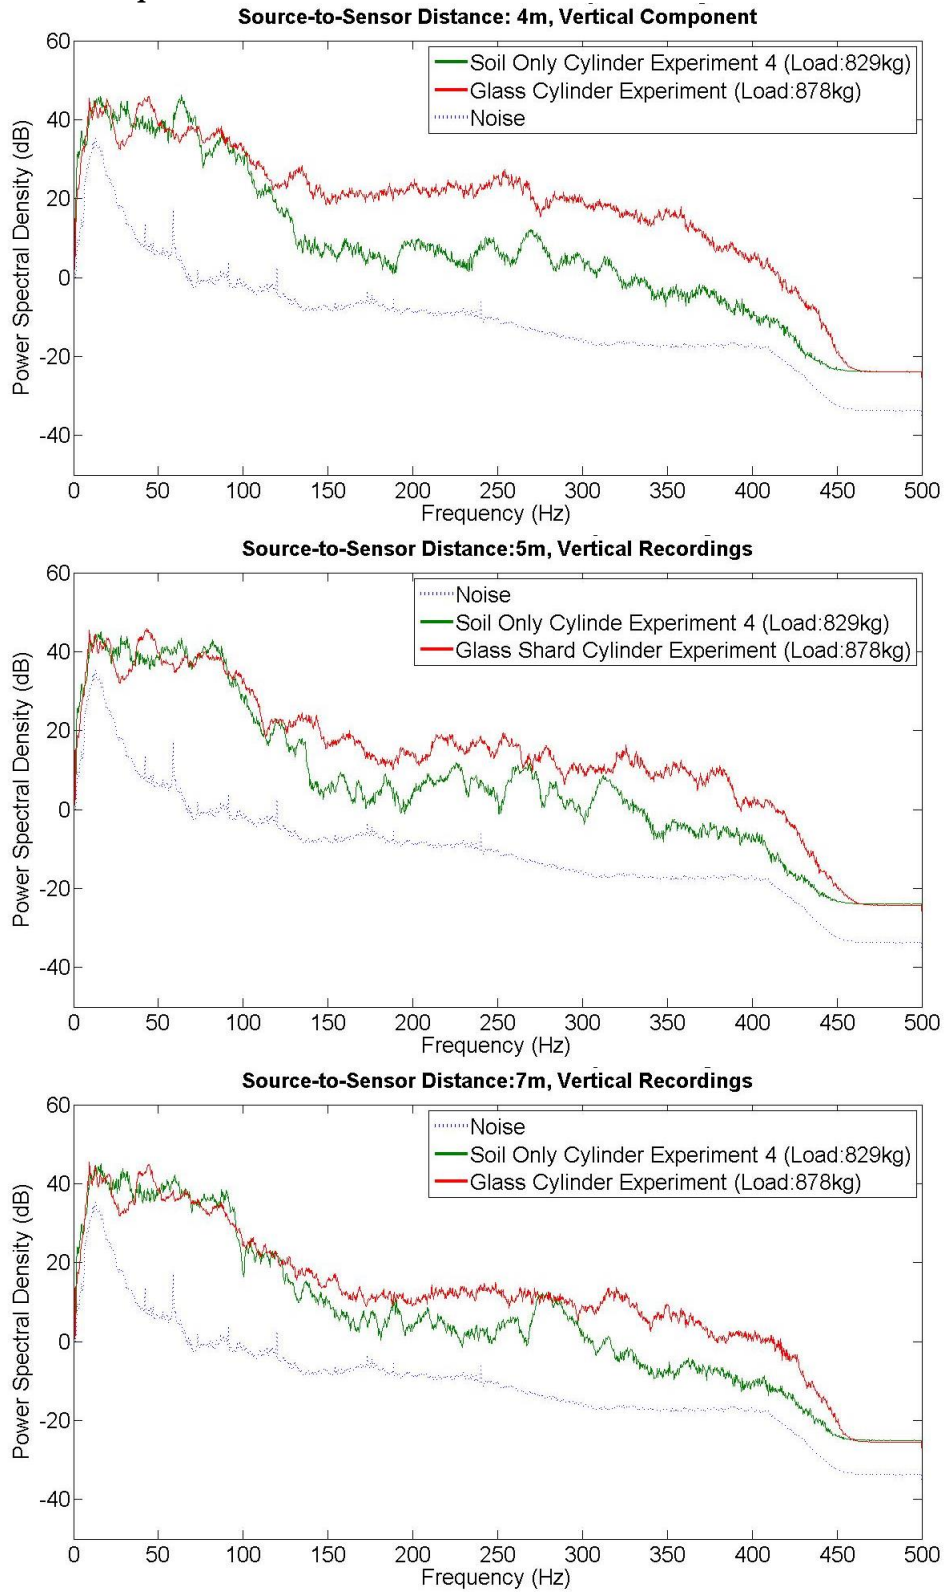 Source-to-Sensor Distance: 4m, Vertical Component
60
40
20
0
-20
-40
Power Spectral Density (dB)
Soil Only Cylinder Experiment 4 (Load:829kg)
Glass Cylinder Experiment (Load:878kg)
Noise
0 50 100 150 200 250 300 350 400 450 500
Frequency (Hz)
Source-to-Sensor Distance:5m, Vertical Recordings
60
40
20
0
-20
-40
Power Spectral Density (dB)
Noise
Soil Only Cylinde Experiment 4 (Load:829kg)
Glass Shard Cylinder Experiment (Load:878kg)
0 50 100 150 200 250 300 350 400 450 500
Frequency (Hz)
Source-to-Sensor Distance:7m, Vertical Recordings
60
40
20
0
-20
-40
Power Spectral Density (dB)
Noise
Soil Only Cylinder Experiment 4 (Load:829kg)
Glass Cylinder Experiment (Load:878kg)
0 50 100 150 200 250 300 350 400 450 500
Frequency (Hz)